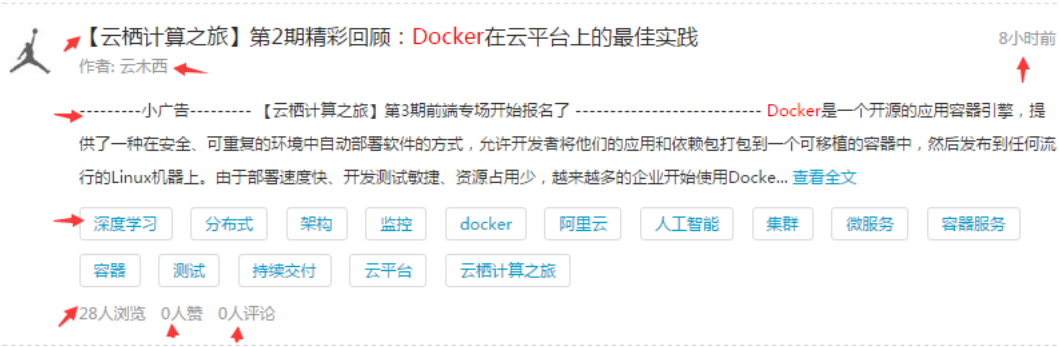 【云栖计算之旅】第2期精彩回顾：Docker在云平台上的最佳实践
8小时前
作者: 云木西
---------小广告--------- 【云栖计算之旅】第3期前端专场开始报名了 --------------------------- Docker是一个开源的应用容器引擎，提
供了一种在安全、可重复的环境中自动部署软件的方式，允许开发者将他们的应用和依赖包打包到一个可移植的容器中，然后发布到任何流
行的Linux机器上。由于部署速度快、开发测试敏捷、资源占用少，越来越多的企业开始使用Docke... 查看全文
深度学习 分布式 架构 监控 docker 阿里云 人工智能 集群 微服务 容器服务
容器 测试 持续交付 云平台 云栖计算之旅
28人浏览 0人赞 0人评论